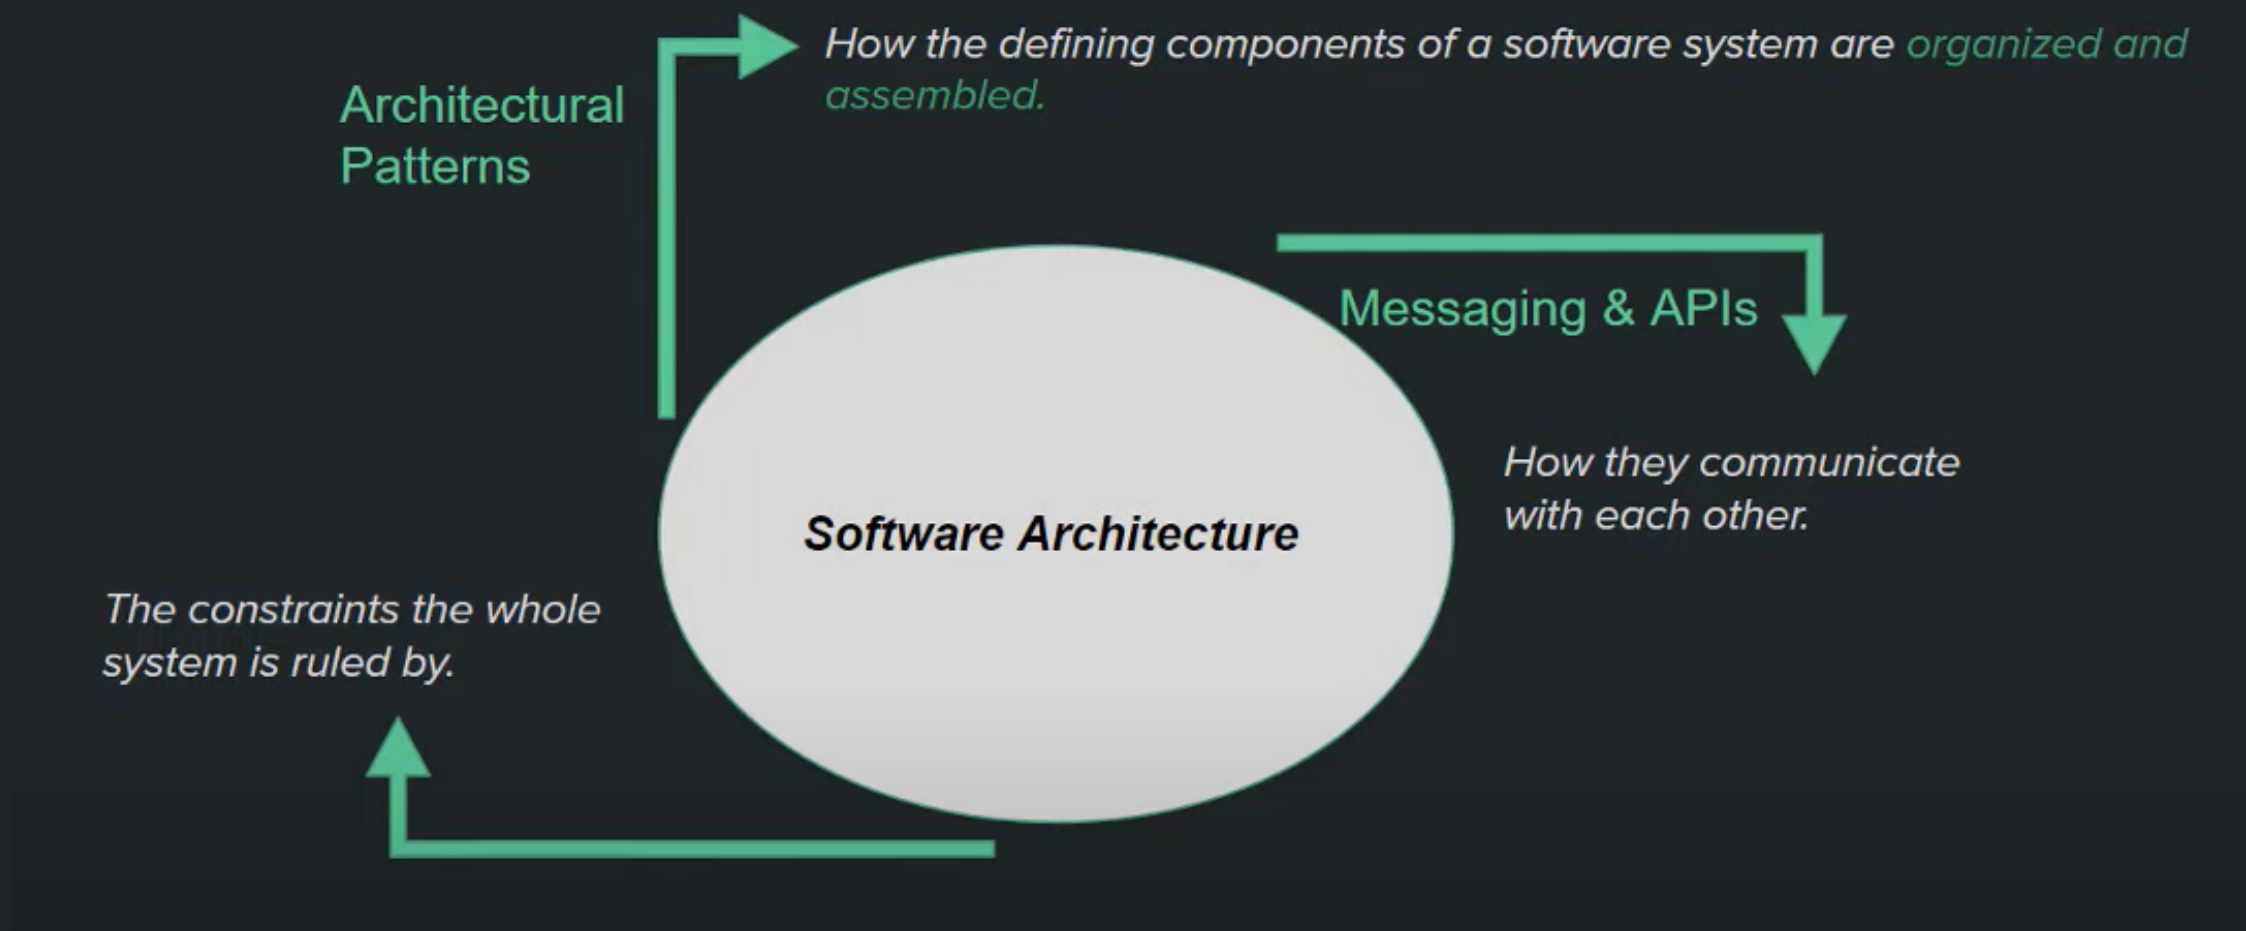 How the defining components of a software system are organized and
assembled.
Architectural
Patterns
Messaging & APIs
How they communicate
with each other.
Software Architecture
The constraints the whole
system is ruled by.